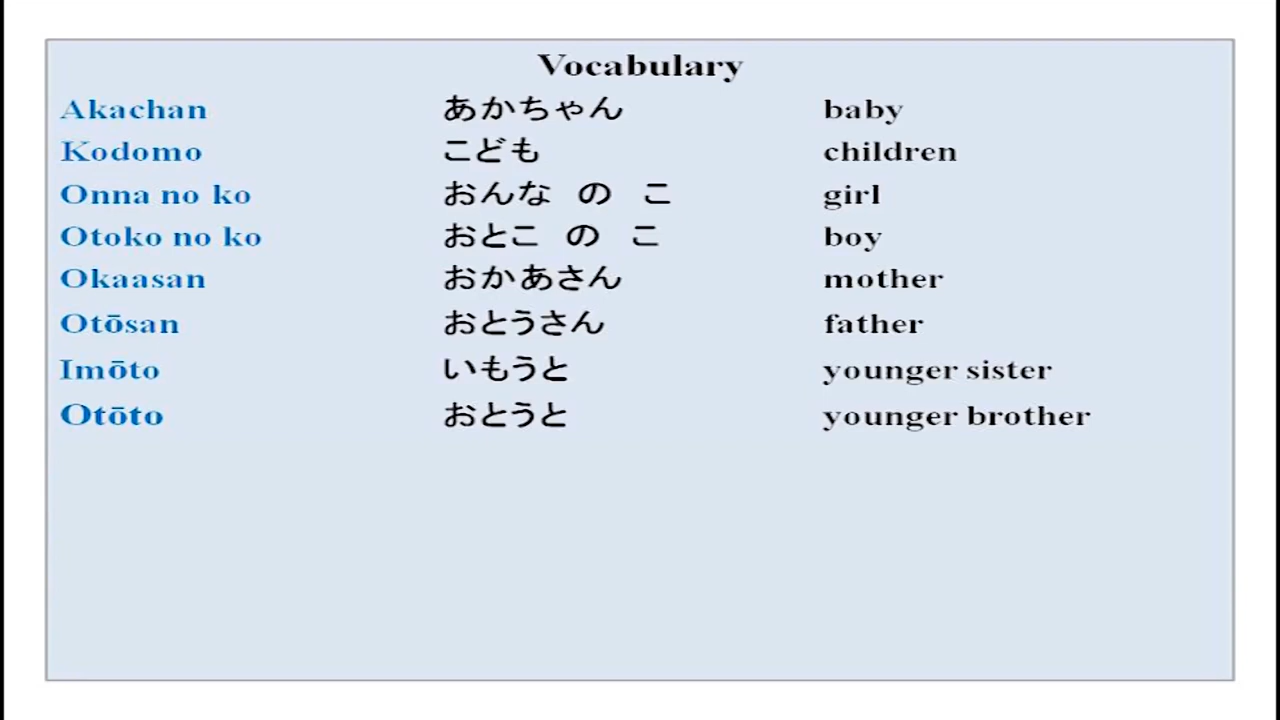 Vocabulary
Akachan あかちゃん baby
Kodomo こども children
Onna no ko おんな の こ girl
Otoko no ko おとこ の こ boy
Okaasan おかあさん mother
Otōsan おとうさん father
Imōto いもうと younger sister
Otōto おとうと younger brother